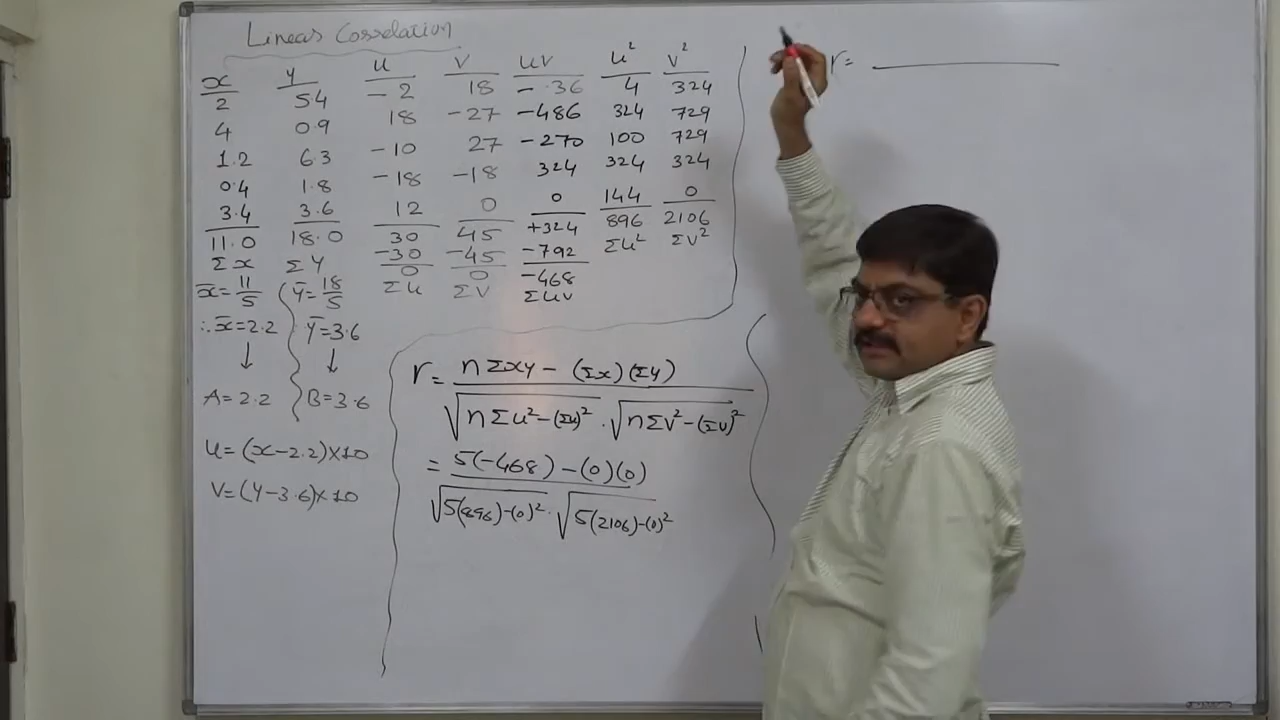 Linear Correlation
x y u v uv u² v²
2 54 -2 18 -36 4 324
4 0.9 18 -27 -486 324 729
1.2 6.3 -10 27 -270 100 729
0.4 1.8 -18 -18 324 324 324
3.4 3.6 12 0 0 144 0
11.0 18.0 30 45 +324 896 2106
Σx Σy -30 -45 -792 Σu² Σv²
0 0 -468
Σu Σv Σuv
x̄ = 11/5 ȳ = 18/5
∴ x̄ = 2.2 ȳ = 3.6
↓ ↓
A = 2.2 B = 3.6
u = (x-2.2)×10
v = (y-3.6)×10
r = n Σxy - (Σx)(Σy)
√n Σu² - (Σu)² · √n Σv² - (Σv)²
= 5(-468) - (0)(0)
√5(896)-(0)² · √5(2106)-(0)²
r =